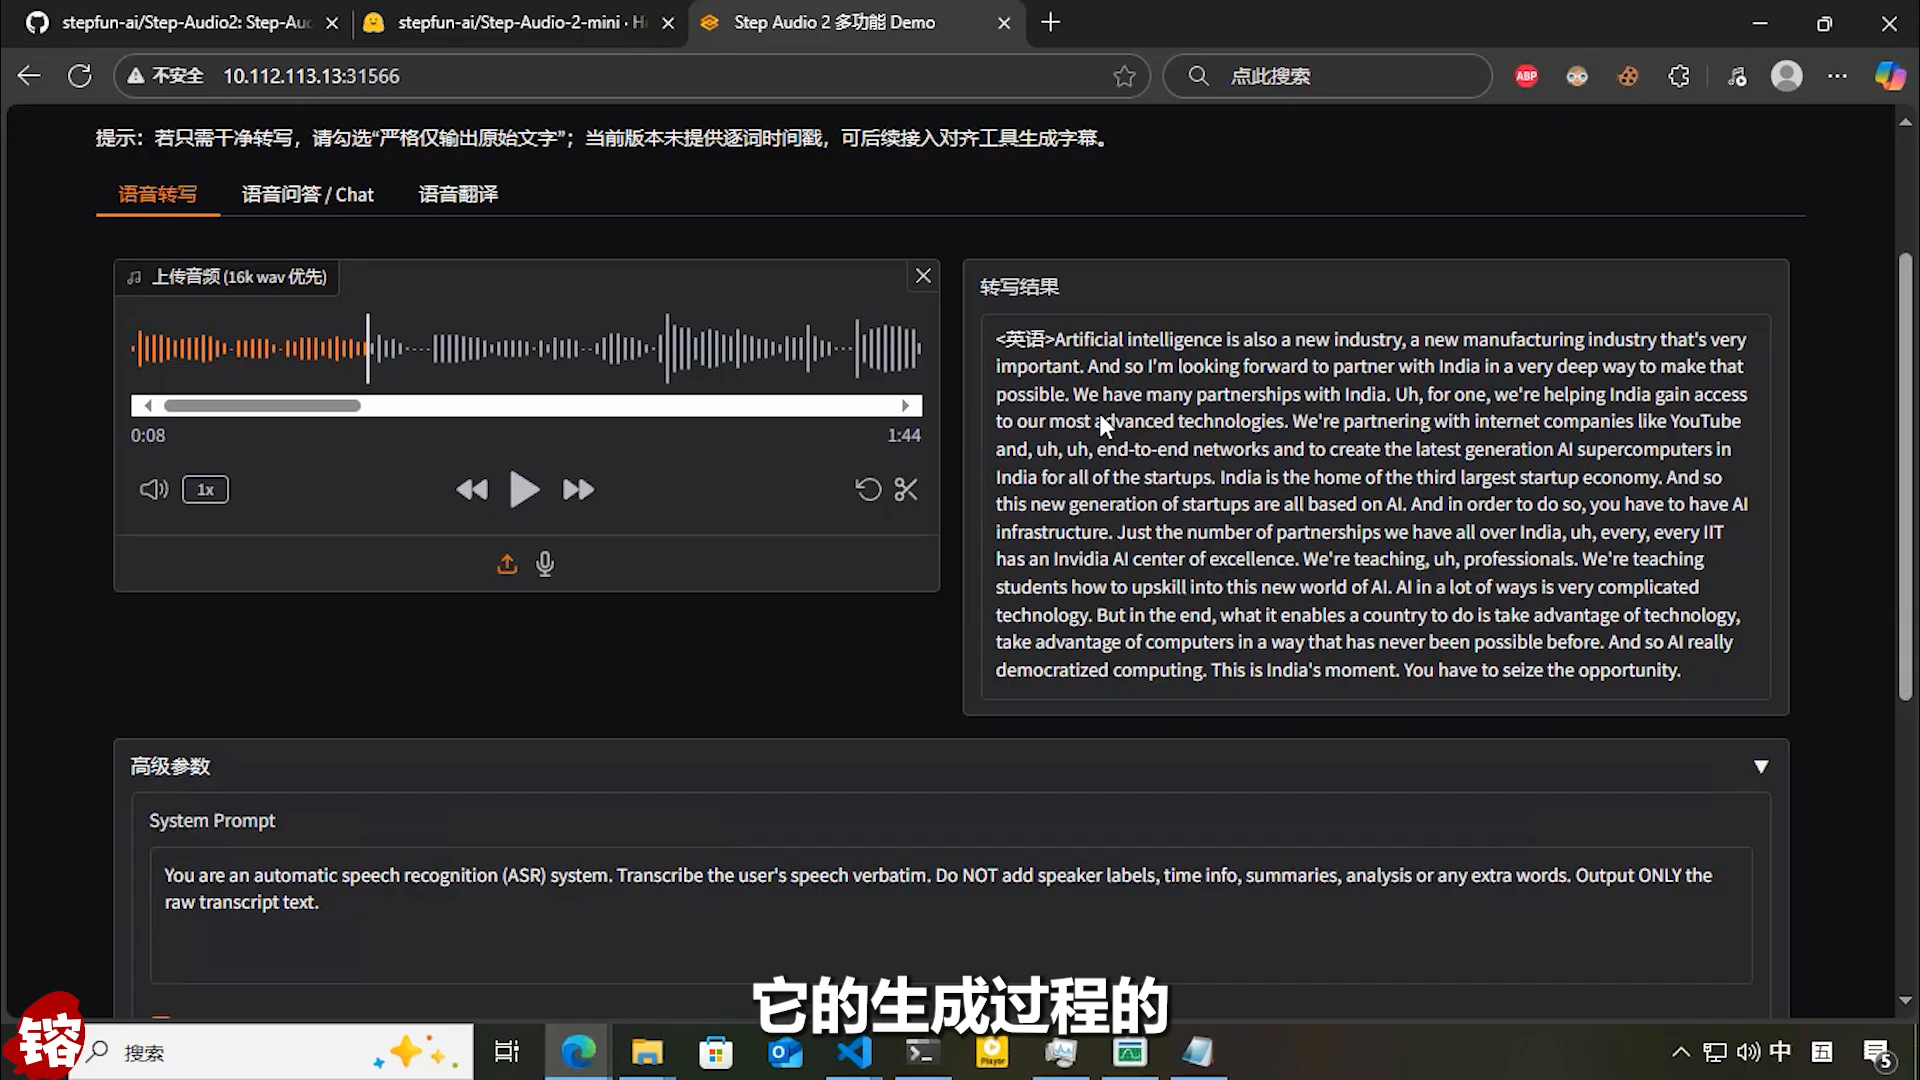 stepfun-ai/Step-Audio2: Step-Au
stepfun-ai/Step-Audio-2-mini · H
Step Audio 2 多功能 Demo
不安全 10.112.113.13:31566
点此搜索
ABP
提示：若只需干净转写，请勾选“严格仅输出原始文字”；当前版本未提供逐词时间戳，可后续接入对齐工具生成字幕。
语音转写 语音问答 / Chat 语音翻译
上传音频 (16k wav 优先)
0:08 1:44
1x
转写结果
<英语>Artificial intelligence is also a new industry, a new manufacturing industry that's very
important. And so I'm looking forward to partner with India in a very deep way to make that
possible. We have many partnerships with India. Uh, for one, we're helping India gain access
to our most advanced technologies. We're partnering with internet companies like YouTube
and, uh, uh, end-to-end networks and to create the latest generation AI supercomputers in
India for all of the startups. India is the home of the third largest startup economy. And so
this new generation of startups are all based on AI. And in order to do so, you have to have AI
infrastructure. Just the number of partnerships we have all over India, uh, every, every IIT
has an Invidia AI center of excellence. We're teaching, uh, professionals. We're teaching
students how to upskill into this new world of AI. AI in a lot of ways is very complicated
technology. But in the end, what it enables a country to do is take advantage of technology,
take advantage of computers in a way that has never been possible before. And so AI really
democratized computing. This is India's moment. You have to seize the opportunity.
高级参数
System Prompt
You are an automatic speech recognition (ASR) system. Transcribe the user's speech verbatim. Do NOT add speaker labels, time info, summaries, analysis or any extra words. Output ONLY the
raw transcript text.
它的生成过程的
镕
搜索
Player
中
五
5